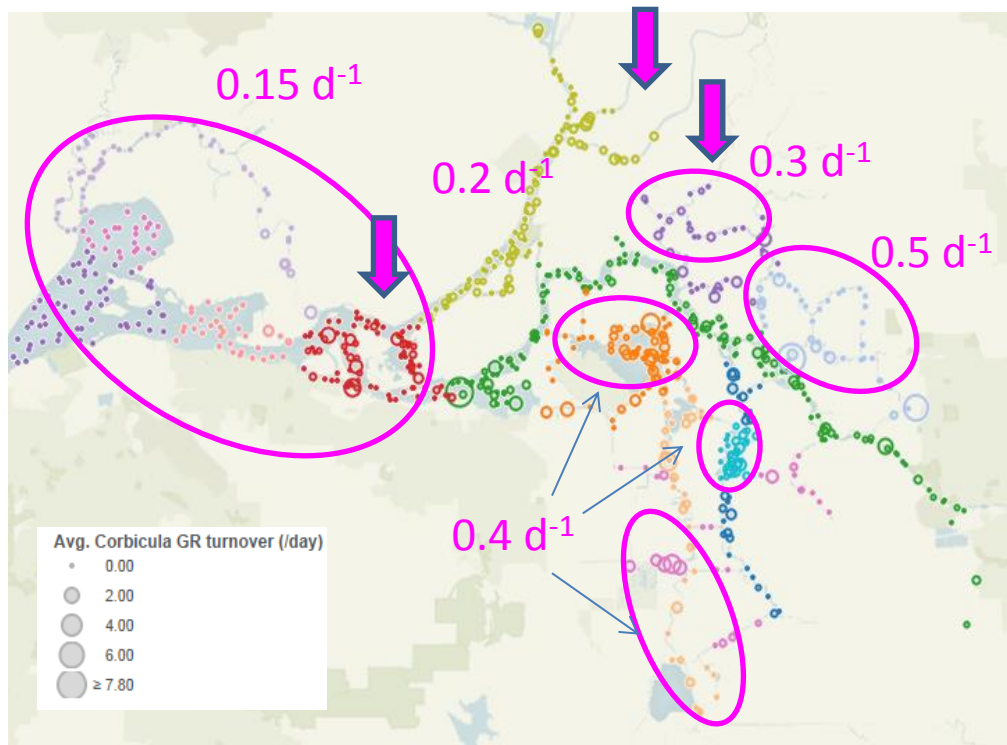 0.15 d⁻¹
0.2 d⁻¹
0.3 d⁻¹
0.5 d⁻¹
0.4 d⁻¹
Avg. Corbicula GR turnover (/day)
0.00
2.00
4.00
6.00
≥ 7.80